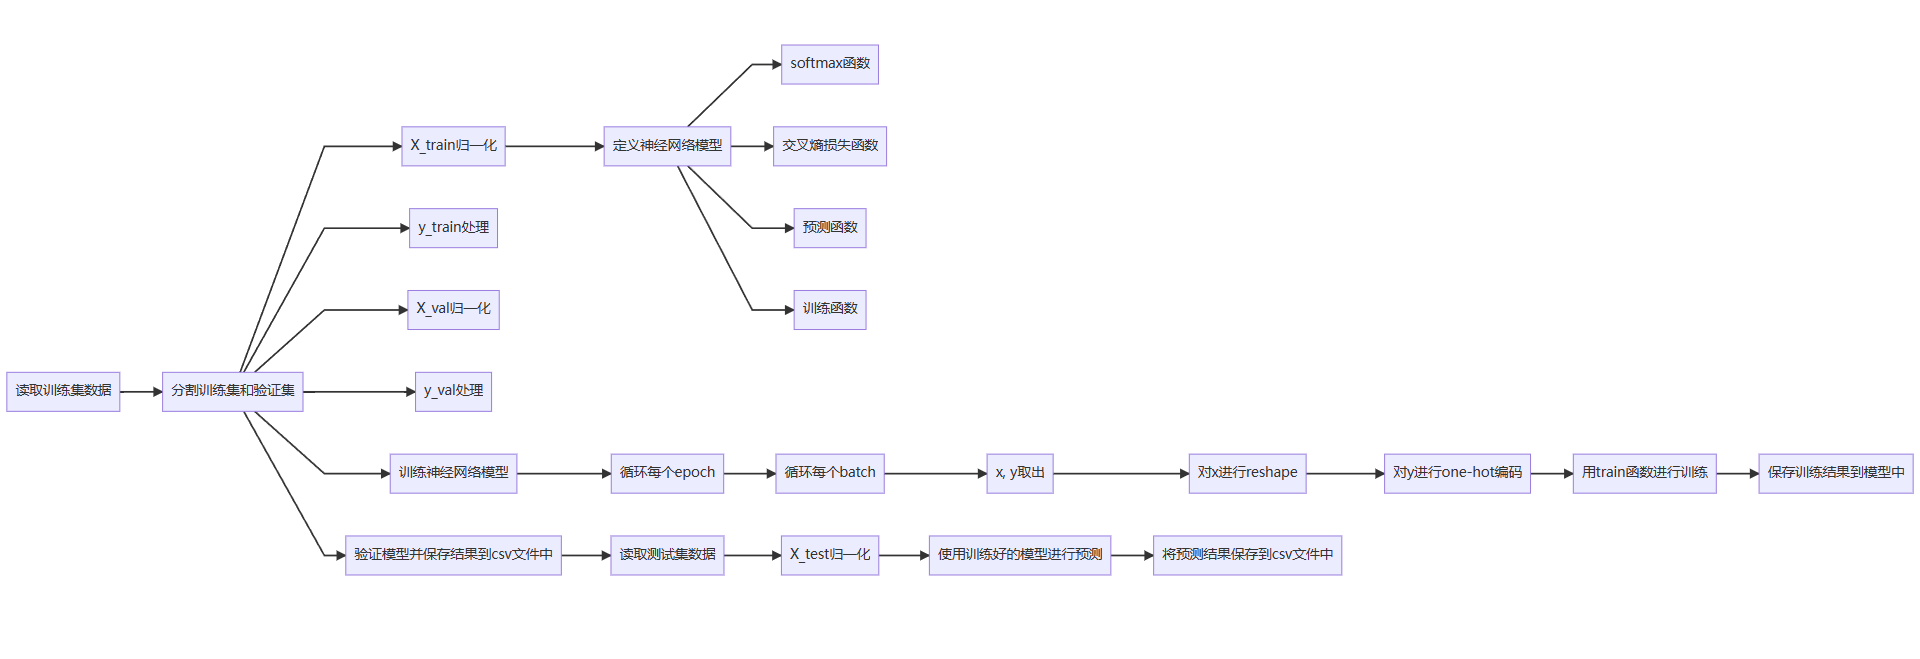 softmax函数
X_train归一化
定义神经网络模型
交叉熵损失函数
y_train处理
预测函数
X_val归一化
训练函数
读取训练集数据
分割训练集和验证集
y_val处理
训练神经网络模型
循环每个epoch
循环每个batch
x, y取出
对x进行reshape
对y进行one-hot编码
用train函数进行训练
保存训练结果到模型中
验证模型并保存结果到csv文件中
读取测试集数据
X_test归一化
使用训练好的模型进行预测
将预测结果保存到csv文件中